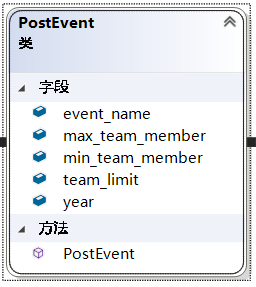 PostEvent
类
字段
event_name
max_team_member
min_team_member
team_limit
year
方法
PostEvent